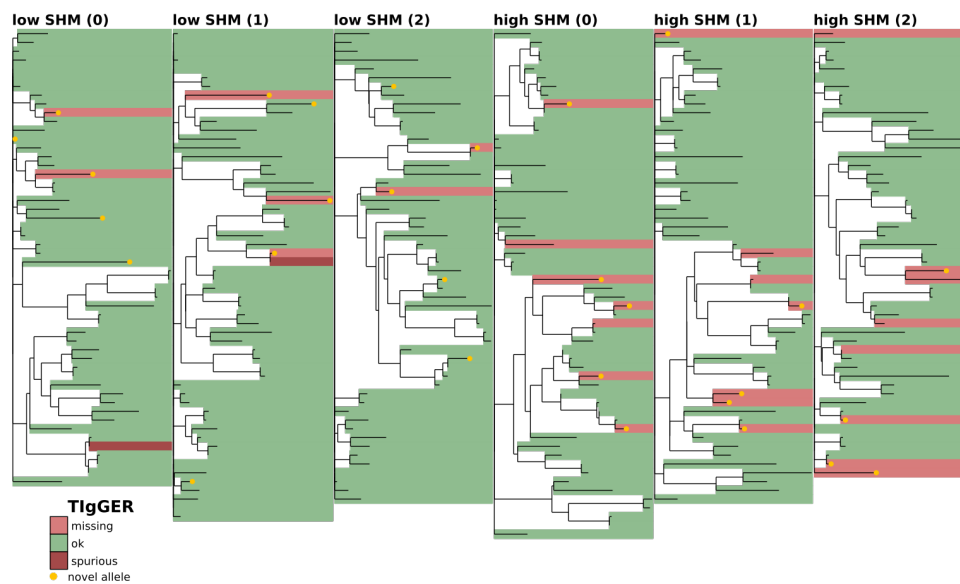 low SHM (0)
low SHM (1)
low SHM (2)
high SHM (0)
high SHM (1)
high SHM (2)
TIgGER
missing
ok
spurious
novel allele